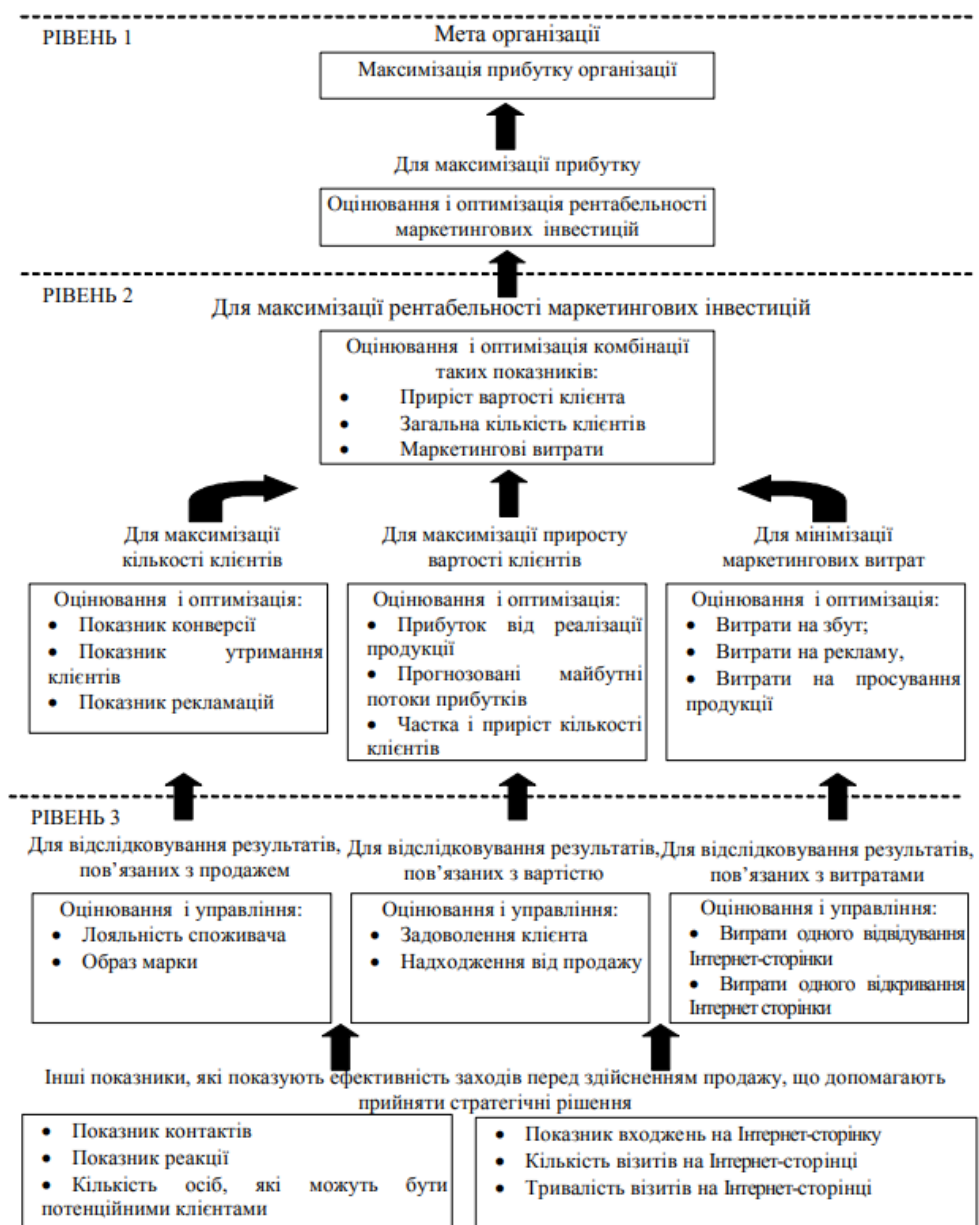 РІВЕНЬ 1
Мета організації
Максимізація прибутку організації
Для максимізації прибутку
Оцінювання і оптимізація рентабельності
маркетингових інвестицій
РІВЕНЬ 2
Для максимізації рентабельності маркетингових інвестицій
Оцінювання і оптимізація комбінації
таких показників:
• Приріст вартості клієнта
• Загальна кількість клієнтів
• Маркетингові витрати
Для максимізації
кількості клієнтів
Оцінювання і оптимізація:
• Показник конверсії
• Показник утримання
клієнтів
• Показник рекламацій
Для максимізації приросту
вартості клієнтів
Оцінювання і оптимізація:
• Прибуток від реалізації
продукції
• Прогнозовані майбутні
потоки прибутків
• Частка і приріст кількості
клієнтів
Для мінімізації
маркетингових витрат
Оцінювання і оптимізація:
• Витрати на збут;
• Витрати на рекламу,
• Витрати на просування
продукції
РІВЕНЬ 3
Для відслідковування результатів,
пов’язаних з продажем
Оцінювання і управління:
• Лояльність споживача
• Образ марки
Для відслідковування результатів,
пов’язаних з вартістю
Оцінювання і управління:
• Задоволення клієнта
• Надходження від продажу
Для відслідковування результатів,
пов’язаних з витратами
Оцінювання і управління:
• Витрати одного відвідування
Інтернет-сторінки
• Витрати одного відкривання
Інтернет сторінки
Інші показники, які показують ефективність заходів перед здійсненням продажу, що допомагають
прийняти стратегічні рішення
• Показник контактів
• Показник реакції
• Кількість осіб, які можуть бути
потенційними клієнтами
• Показник входжень на Інтернет-сторінку
• Кількість візитів на Інтернет-сторінці
• Тривалість візитів на Інтернет-сторінці